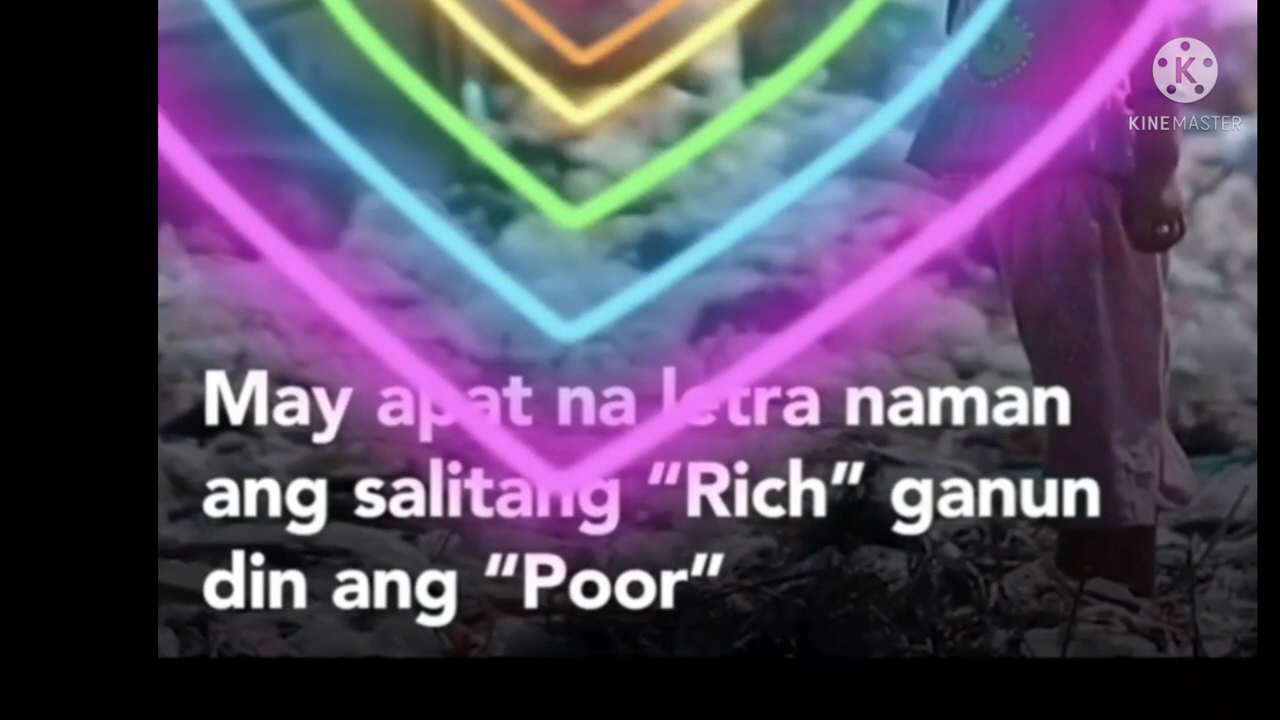 KINEMASTER
May apat na letra naman
ang salitang “Rich” ganun
din ang “Poor”